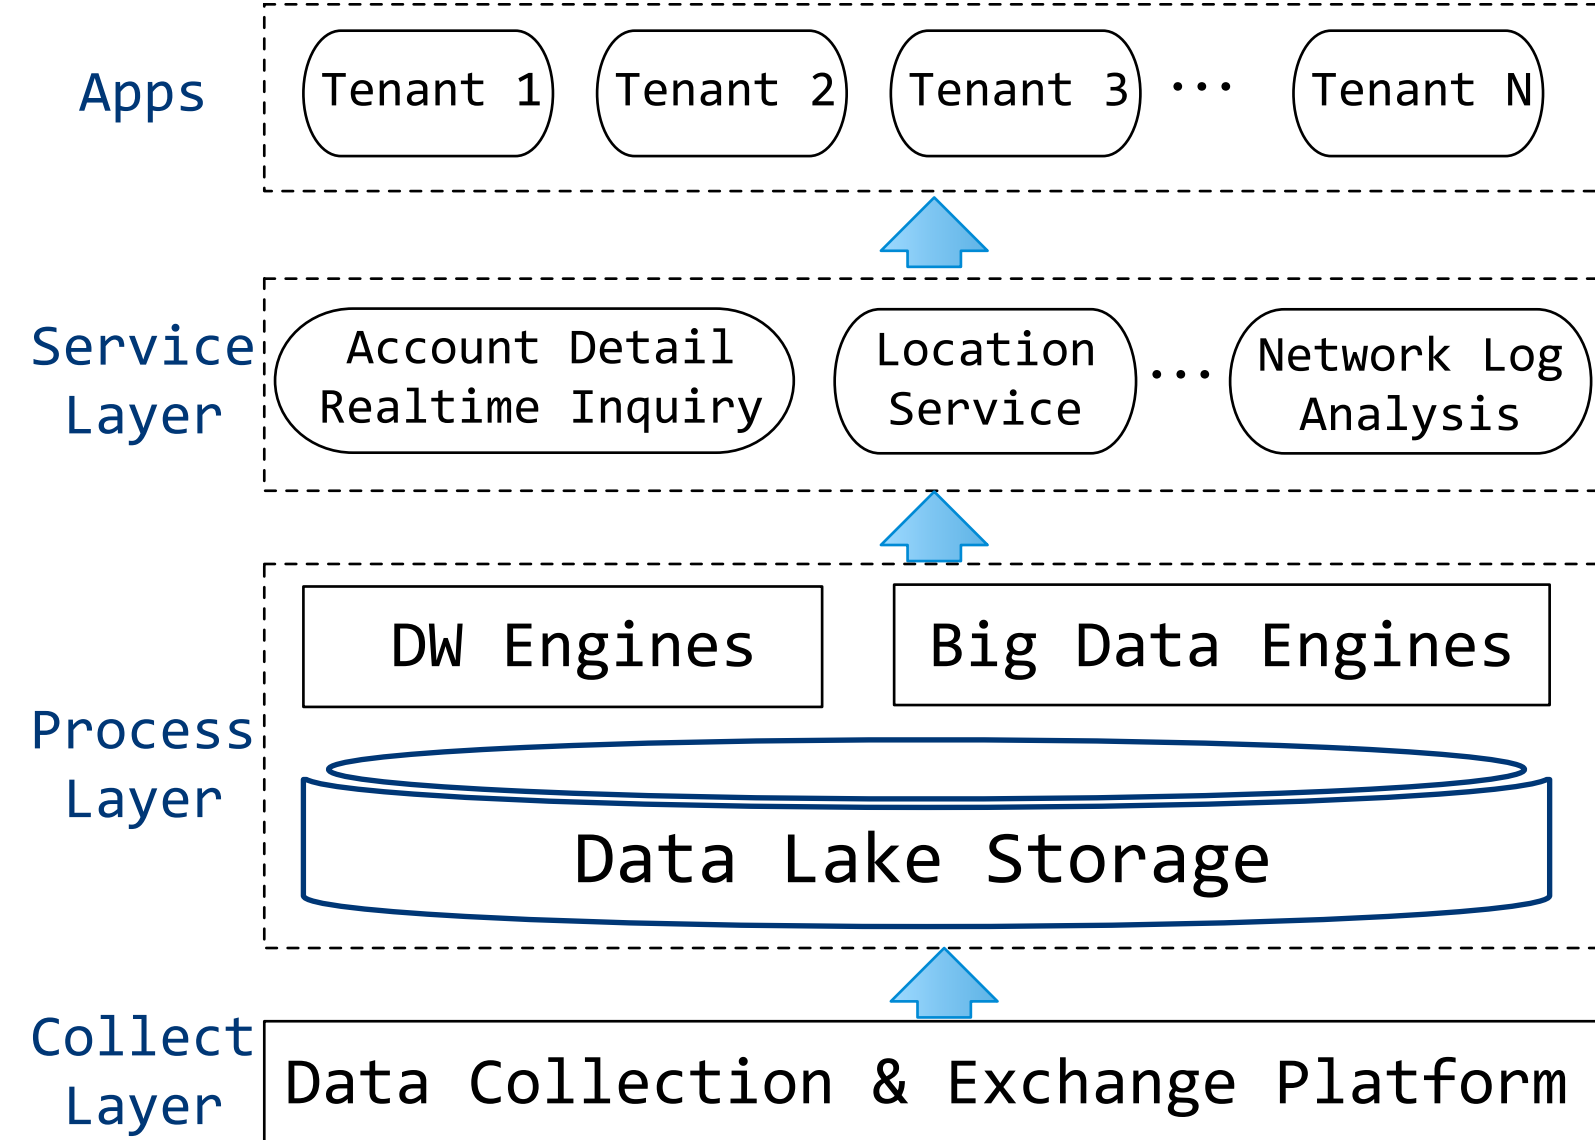 Apps
Tenant 1
Tenant 2
Tenant 3
...
Tenant N
Service
Layer
Account Detail
Realtime Inquiry
Location
Service
...
Network Log
Analysis
Process
Layer
DW Engines
Big Data Engines
Data Lake Storage
Collect
Layer
Data Collection & Exchange Platform